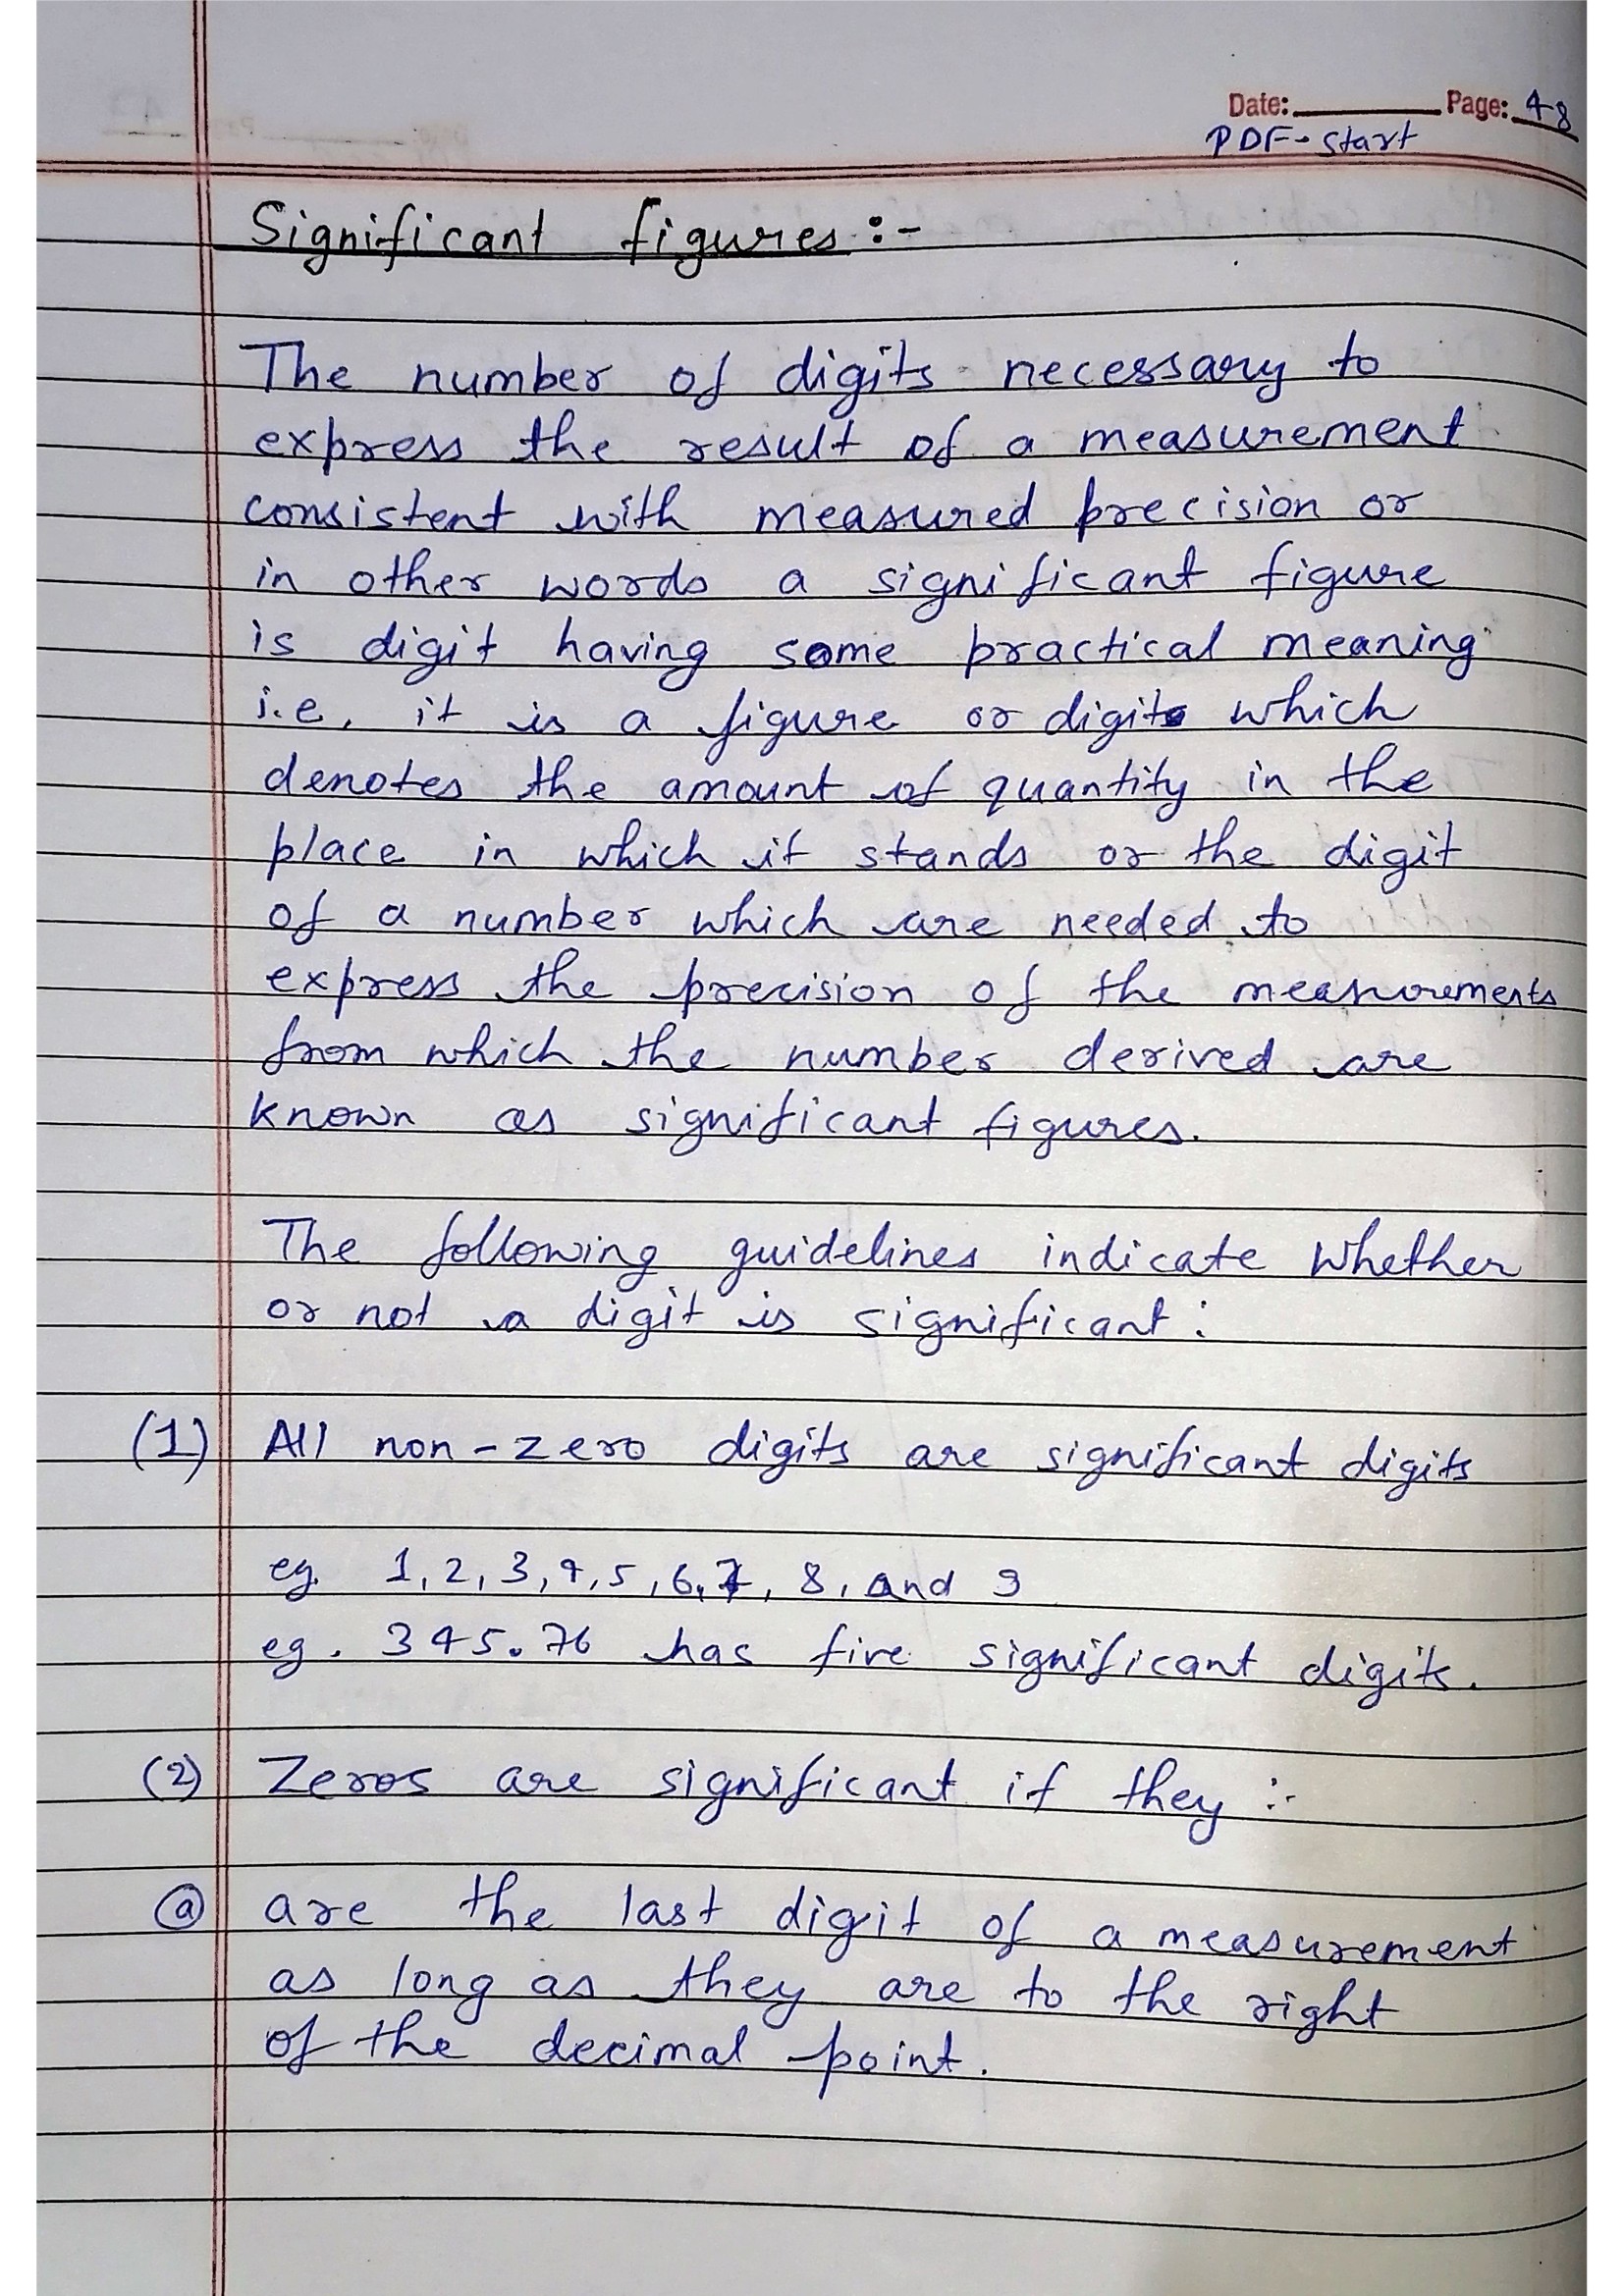 Date: Page: 48
PDF-start
Significant figures :-
The number of digits necessary to
express the result of a measurement
consistent with measured precision or
in other words a significant figure
is digit having some practical meaning
i.e, it is a figure or digits which
denotes the amount of quantity in the
place in which it stands or the digit
of a number which are needed to
express the precision of the measurements
from which the number derived are
known as significant figures.
The following guidelines indicate whether
or not a digit is significant :
(1) All non-zero digits are significant digits
eg. 1, 2, 3, 4, 5, 6, 7, 8, and 9
eg. 345.76 has five significant digits.
(2) Zeros are significant if they :-
(a) are the last digit of a measurement
as long as they are to the right
of the decimal point.